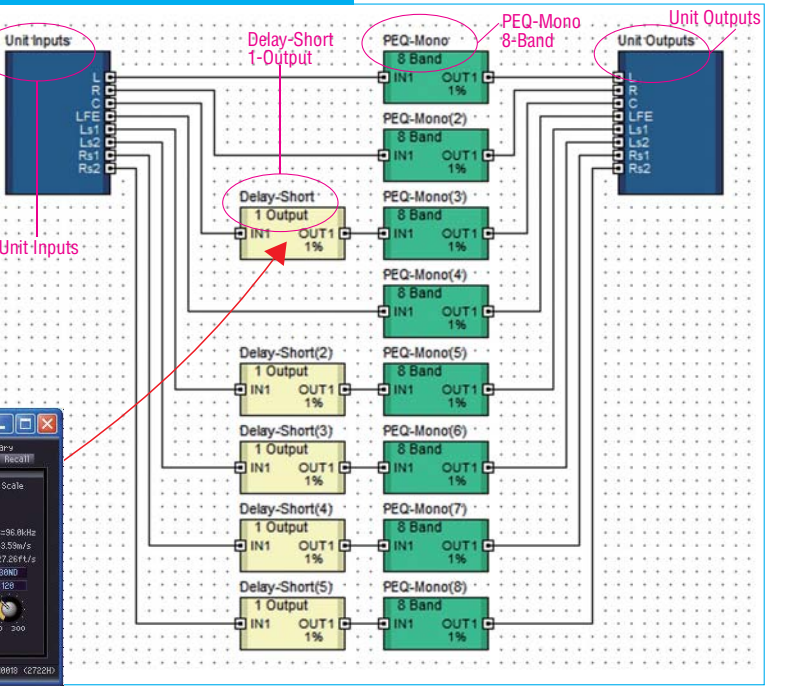 Unit Inputs
L
R
C
LFE
Ls1
Ls2
Rs1
Rs2
Unit Inputs
Delay-Short
1-Output
Delay-Short
1 Output
IN1 OUT1
1%
Delay-Short(2)
1 Output
IN1 OUT1
1%
Delay-Short(3)
1 Output
IN1 OUT1
1%
Delay-Short(4)
1 Output
IN1 OUT1
1%
Delay-Short(5)
1 Output
IN1 OUT1
1%
PEQ-Mono
8-Band
PEQ-Mono
8 Band
IN1 OUT1
1%
PEQ-Mono(2)
8 Band
IN1 OUT1
1%
PEQ-Mono(3)
8 Band
IN1 OUT1
1%
PEQ-Mono(4)
8 Band
IN1 OUT1
1%
PEQ-Mono(5)
8 Band
IN1 OUT1
1%
PEQ-Mono(6)
8 Band
IN1 OUT1
1%
PEQ-Mono(7)
8 Band
IN1 OUT1
1%
PEQ-Mono(8)
8 Band
IN1 OUT1
1%
Unit Outputs
Unit Outputs
L
R
C
LFE
Ls1
Ls2
Rs1
Rs2
Recall
Scale
=96.0kHz
3.59m/s
27.26ft/s
120
300
(2722H)